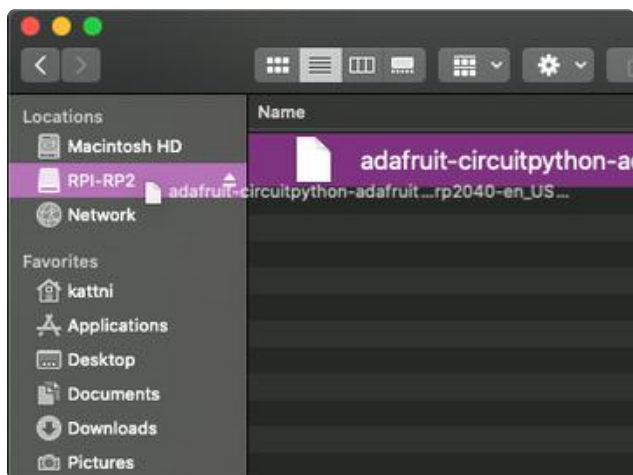 Locations
Name
Macintosh HD
adafruit-circuitpython-a
RPI-RP2
adafruit-circuitpython-adafruit...rp2040-en_US...
Network
Favorites
kattni
Applications
Desktop
Documents
Downloads
Pictures